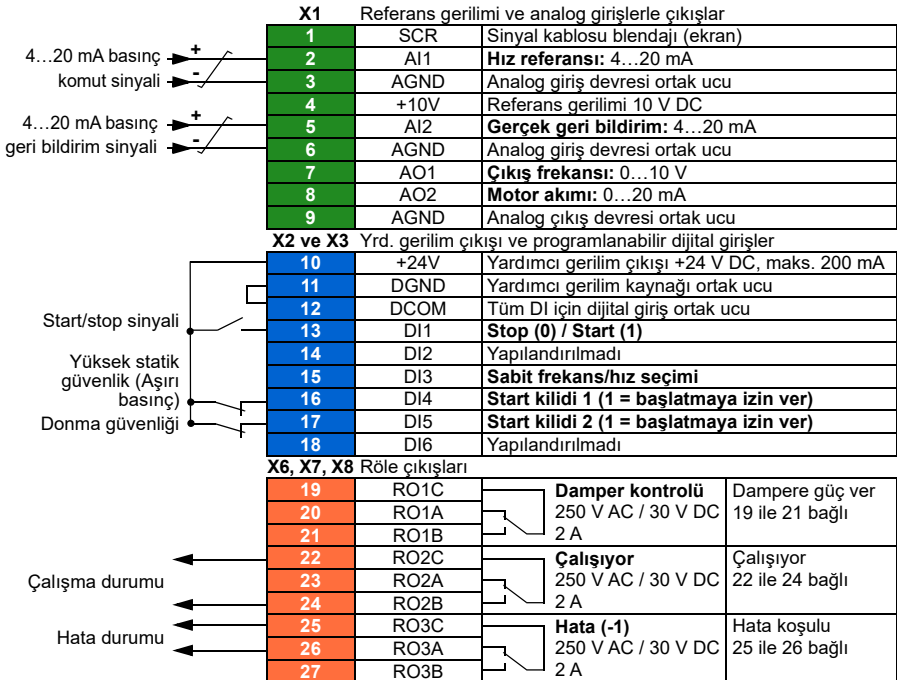 X1 Referans gerilimi ve analog girişlerle çıkışlar
1 SCR Sinyal kablosu blendajı (ekran)
4…20 mA basınç + 2 AI1 Hız referansı: 4…20 mA
komut sinyali - 3 AGND Analog giriş devresi ortak ucu
4 +10V Referans gerilimi 10 V DC
4…20 mA basınç + 5 AI2 Gerçek geri bildirim: 4…20 mA
geri bildirim sinyali - 6 AGND Analog giriş devresi ortak ucu
7 AO1 Çıkış frekansı: 0…10 V
8 AO2 Motor akımı: 0…20 mA
9 AGND Analog çıkış devresi ortak ucu
X2 ve X3 Yrd. gerilim çıkışı ve programlanabilir dijital girişler
10 +24V Yardımcı gerilim çıkışı +24 V DC, maks. 200 mA
11 DGND Yardımcı gerilim kaynağı ortak ucu
12 DCOM Tüm DI için dijital giriş ortak ucu
Start/stop sinyali 13 DI1 Stop (0) / Start (1)
14 DI2 Yapılandırılmadı
Yüksek statik
güvenlik (Aşırı 15 DI3 Sabit frekans/hız seçimi
basınç) 16 DI4 Start kilidi 1 (1 = başlatmaya izin ver)
Donma güvenliği 17 DI5 Start kilidi 2 (1 = başlatmaya izin ver)
18 DI6 Yapılandırılmadı
X6, X7, X8 Röle çıkışları
19 RO1C Damper kontrolü Dampere güç ver
20 RO1A 250 V AC / 30 V DC 19 ile 21 bağlı
21 RO1B 2 A
22 RO2C Çalışıyor Çalışıyor
Çalışma durumu 23 RO2A 250 V AC / 30 V DC 22 ile 24 bağlı
24 RO2B 2 A
25 RO3C Hata (-1) Hata koşulu
Hata durumu 26 RO3A 250 V AC / 30 V DC 25 ile 26 bağlı
27 RO3B 2 A